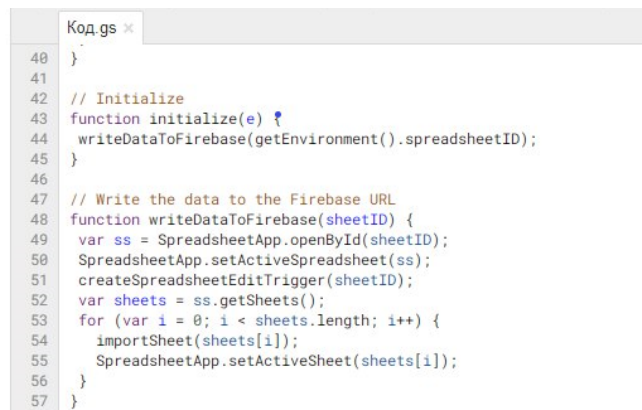 Код.gs ×
40 }
41
42 // Initialize
43 function initialize(e) {
44 writeDataToFirebase(getEnvironment().spreadsheetID);
45 }
46
47 // Write the data to the Firebase URL
48 function writeDataToFirebase(sheetID) {
49 var ss = SpreadsheetApp.openById(sheetID);
50 SpreadsheetApp.setActiveSpreadsheet(ss);
51 createSpreadsheetEditTrigger(sheetID);
52 var sheets = ss.getSheets();
53 for (var i = 0; i < sheets.length; i++) {
54 importSheet(sheets[i]);
55 SpreadsheetApp.setActiveSheet(sheets[i]);
56 }
57 }